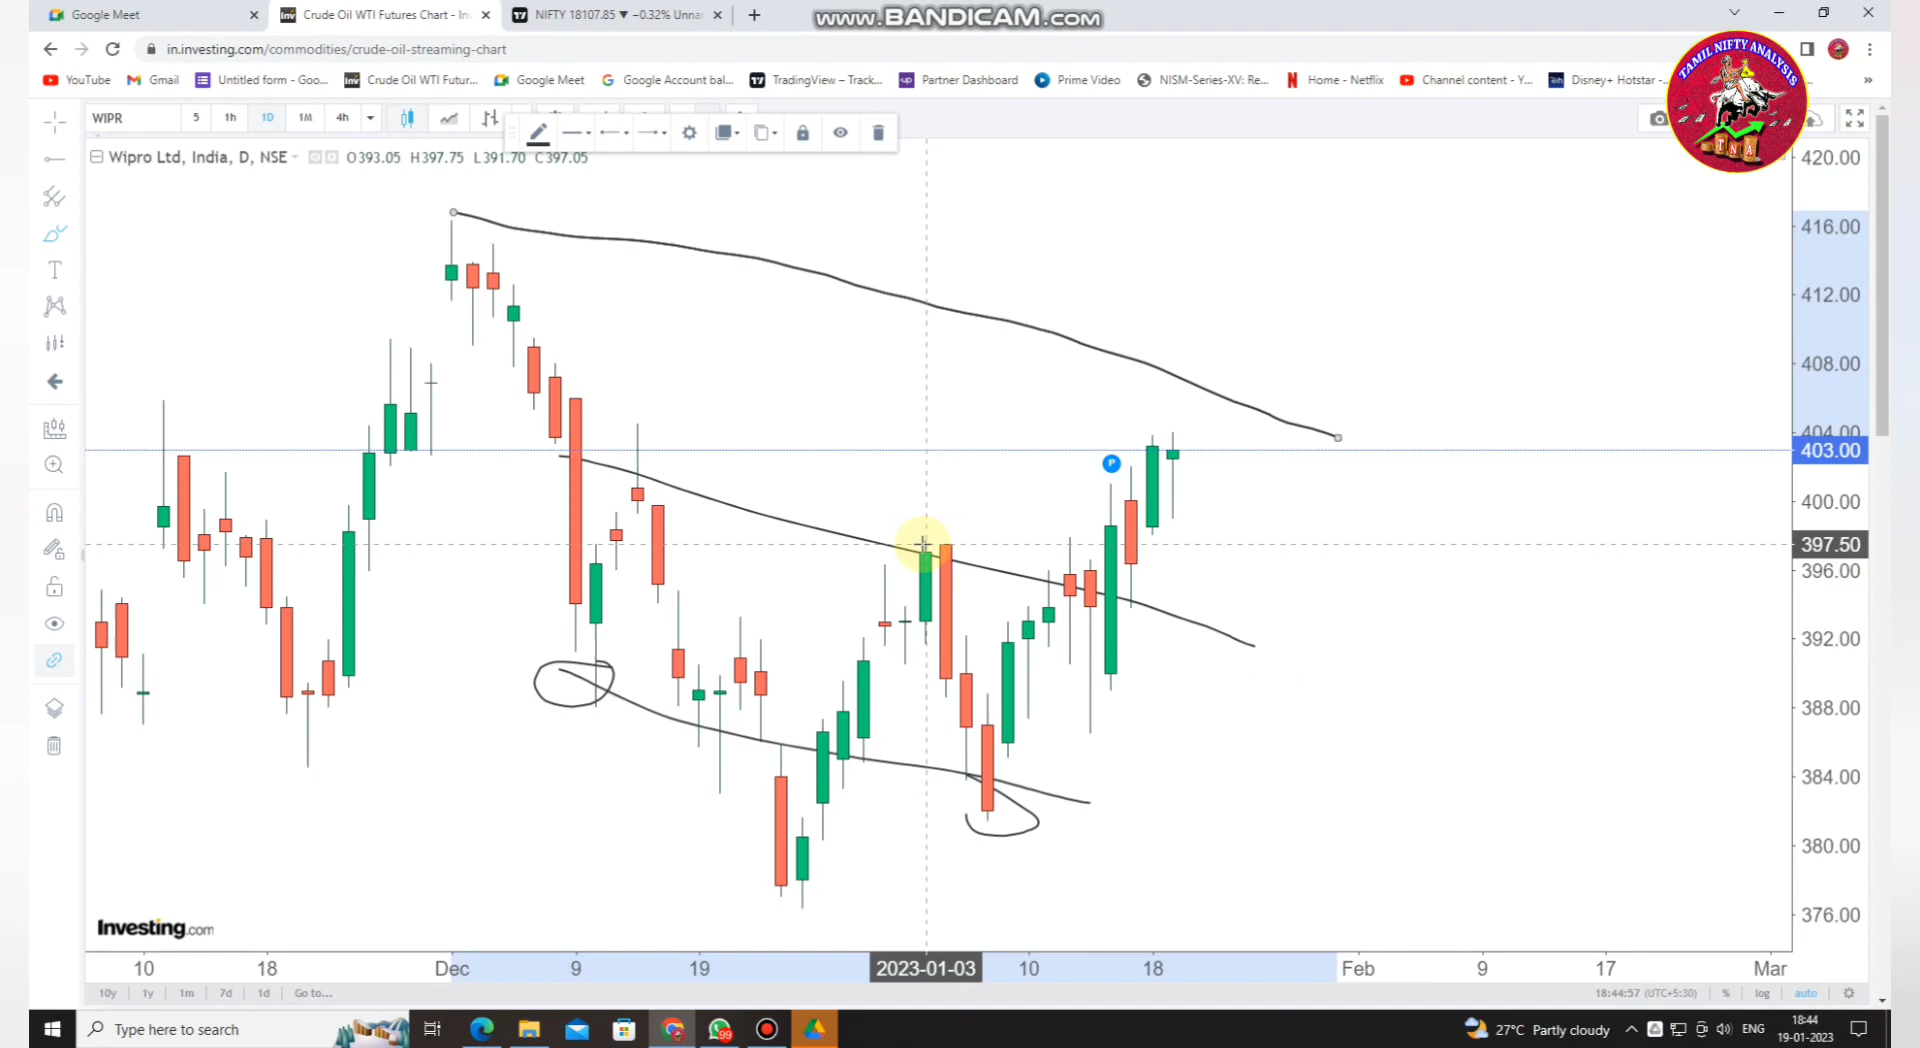 Google Meet
Crude Oil WTI Futures Chart - Inv
NIFTY 18107.85 ▼ −0.32% Unna
www.BANDICAM.com
in.investing.com/commodities/crude-oil-streaming-chart
YouTube
Gmail
Untitled form - Goo...
Crude Oil WTI Futur...
Google Meet
Google Account bal...
TradingView – Track...
Partner Dashboard
Prime Video
NISM-Series-XV: Re...
Home - Netflix
Channel content - Y...
Disney+ Hotstar -
TAMIL NIFTY ANALYSIS
TNA
WIPR
5
1h
1D
1M
4h
Wipro Ltd, India, D, NSE
O393.05 H397.75 L391.70 C397.05
420.00
416.00
412.00
408.00
404.00
403.00
400.00
397.50
396.00
392.00
388.00
384.00
380.00
376.00
P
Investing.com
10
18
Dec
9
19
2023-01-03
10
18
Feb
9
17
Mar
10y
1y
1m
7d
1d
Go to...
18:44:57 (UTC+5:30)
%
log
auto
Type here to search
99
27°C Partly cloudy
ENG
18:44
19-01-2023